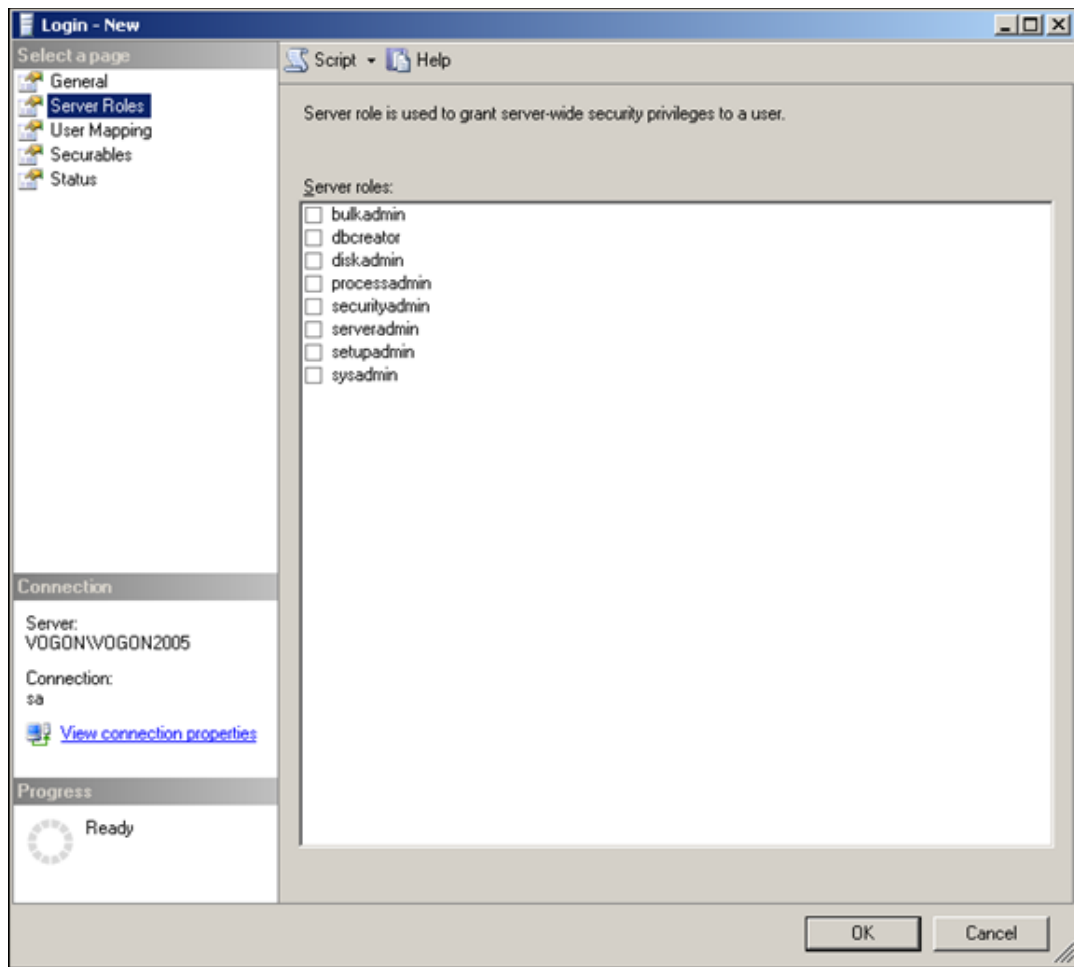 Login - New
Select a page
General
Server Roles
User Mapping
Securables
Status
Script
Help
Server role is used to grant server-wide security privileges to a user.
Server roles:
bulkadmin
dbcreator
diskadmin
processadmin
securityadmin
serveradmin
setupadmin
sysadmin
Connection
Server:
VOGON\VOGON2005
Connection:
sa
View connection properties
Progress
Ready
OK
Cancel